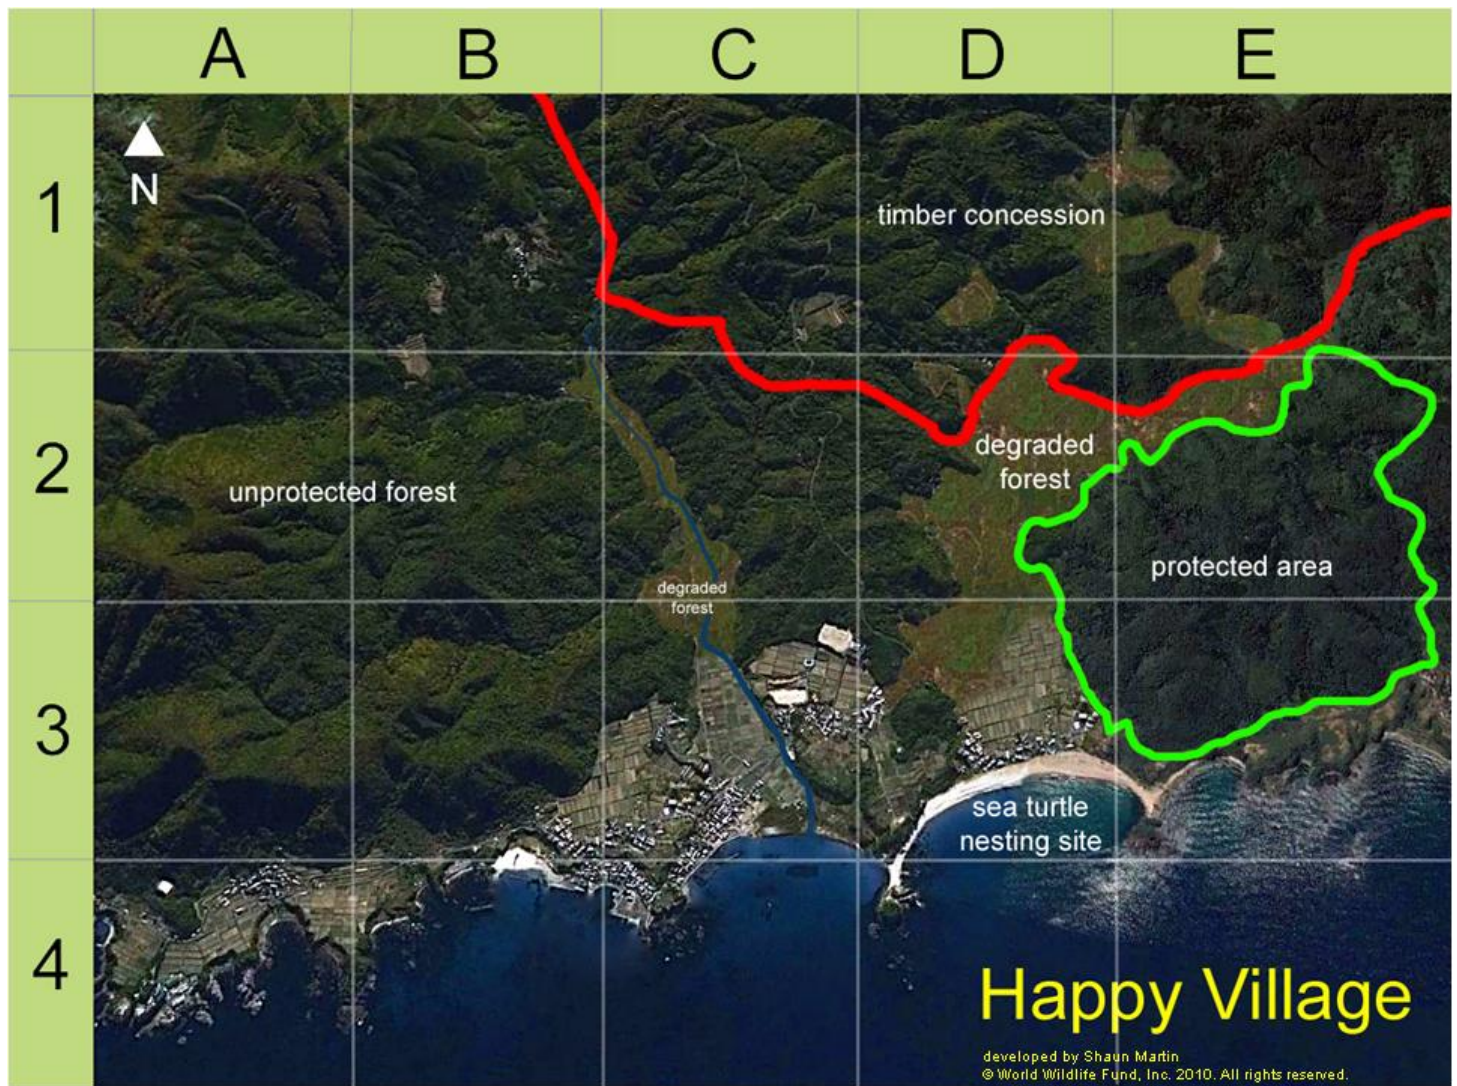 A B C D E
1
N
timber concession
2
degraded
forest
unprotected forest
protected area
degraded
forest
3
sea turtle
nesting site
4
Happy Village
developed by Shaun Martin
© World Wildlife Fund, Inc. 2010. All rights reserved.